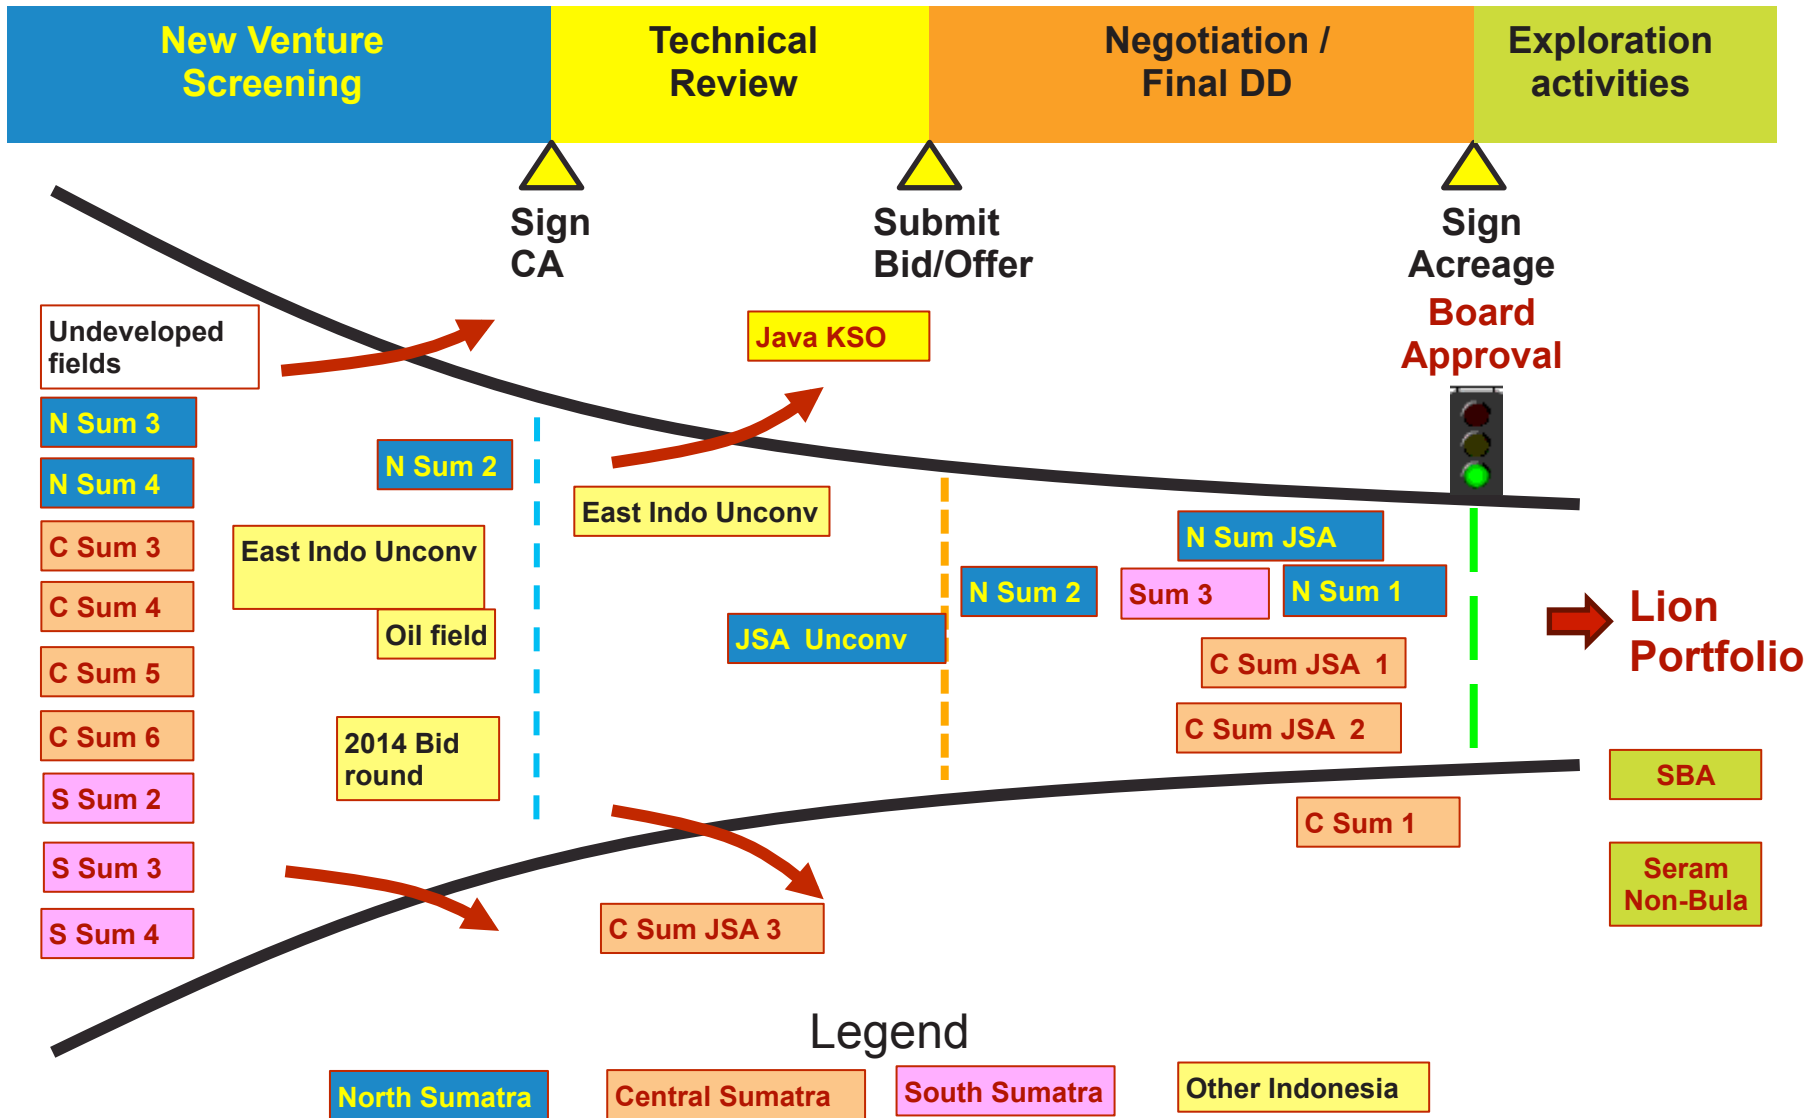 New Venture
Screening
Technical
Review
Negotiation /
Final DD
Exploration
activities
Sign
CA
Submit
Bid/Offer
Sign
Acreage
Board
Approval
Undeveloped
fields
Java KSO
N Sum 3
N Sum 2
N Sum 4
East Indo Unconv
C Sum 3
East Indo Unconv
N Sum JSA
C Sum 4
Oil field
N Sum 2
Sum 3
N Sum 1
Lion
Portfolio
JSA Unconv
C Sum 5
C Sum JSA 1
C Sum 6
2014 Bid
round
C Sum JSA 2
S Sum 2
SBA
C Sum 1
S Sum 3
Seram
Non-Bula
S Sum 4
C Sum JSA 3
Legend
North Sumatra
Central Sumatra
South Sumatra
Other Indonesia